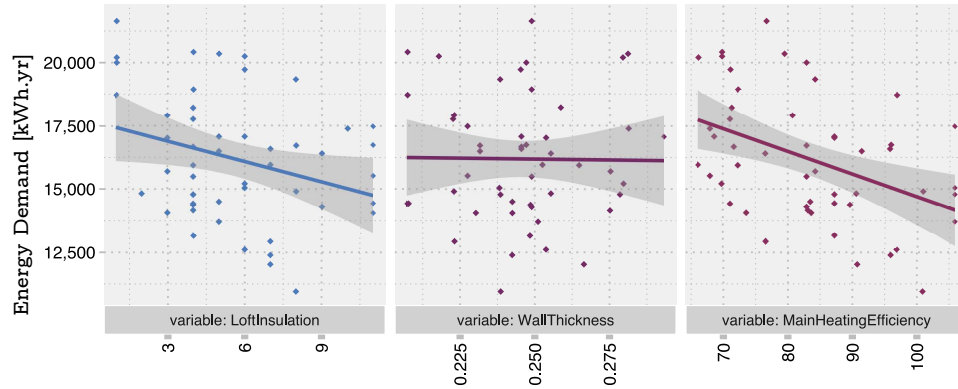 Energy Demand [kWh.yr]
20,000
17,500
15,000
12,500
variable: LoftInsulation
variable: WallThickness
variable: MainHeatingEfficiency
3 6 9
0.225 0.250 0.275
70 80 90 100